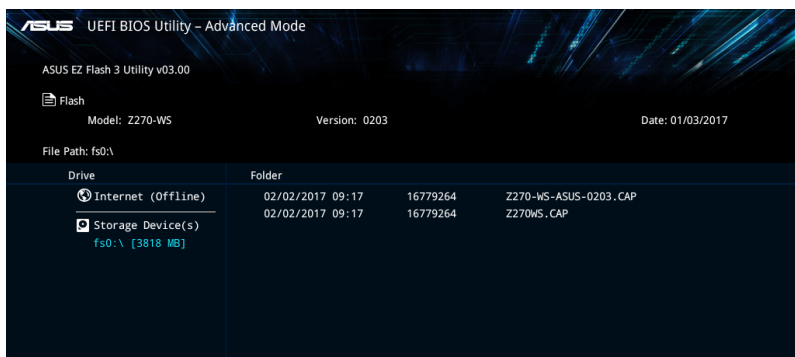 ASUS UEFI BIOS Utility – Advanced Mode
ASUS EZ Flash 3 Utility v03.00
Flash
Model: Z270-WS Version: 0203 Date: 01/03/2017
File Path: fs0:\
Drive Folder
Internet (Offline) 02/02/2017 09:17 16779264 Z270-WS-ASUS-0203.CAP
02/02/2017 09:17 16779264 Z270WS.CAP
Storage Device(s)
fs0:\ [3818 MB]